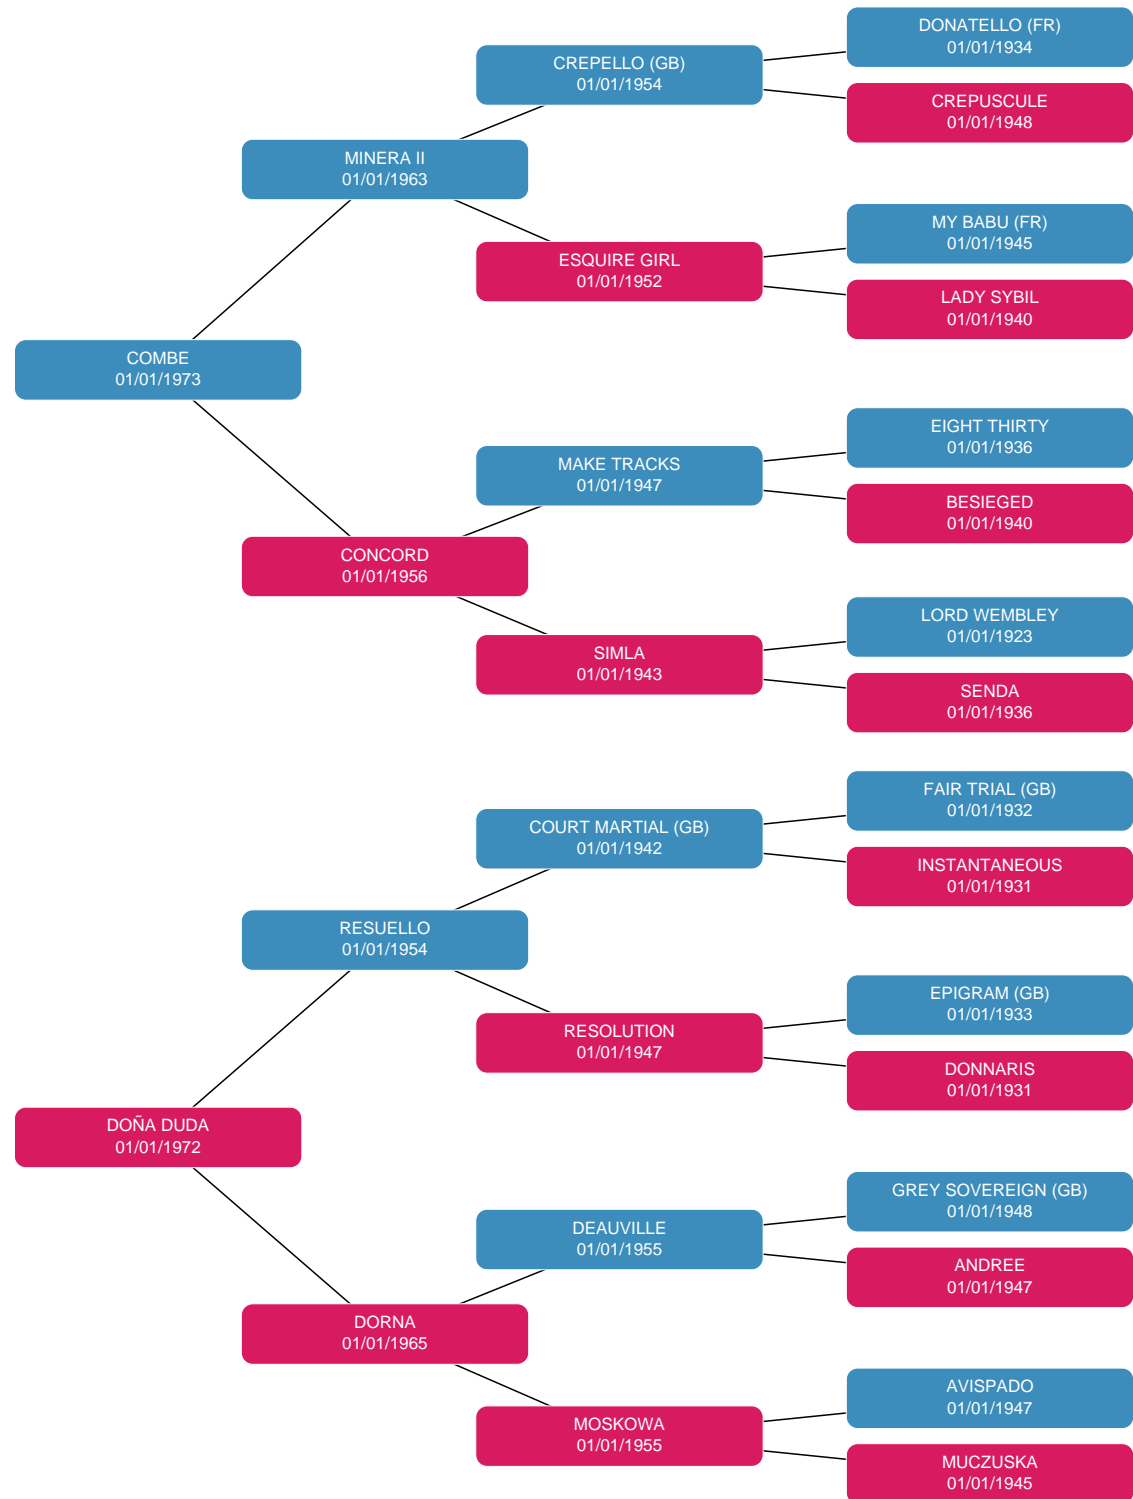 DONATELLO (FR)
01/01/1934
CREPELLO (GB)
01/01/1954
CREPUSCULE
01/01/1948
MINERA II
01/01/1963
MY BABU (FR)
01/01/1945
ESQUIRE GIRL
01/01/1952
LADY SYBIL
01/01/1940
COMBE
01/01/1973
EIGHT THIRTY
01/01/1936
MAKE TRACKS
01/01/1947
BESIEGED
01/01/1940
CONCORD
01/01/1956
LORD WEMBLEY
01/01/1923
SIMLA
01/01/1943
SENDA
01/01/1936
FAIR TRIAL (GB)
01/01/1932
COURT MARTIAL (GB)
01/01/1942
INSTANTANEOUS
01/01/1931
RESUELLO
01/01/1954
EPIGRAM (GB)
01/01/1933
RESOLUTION
01/01/1947
DONNARIS
01/01/1931
DOÑA DUDA
01/01/1972
GREY SOVEREIGN (GB)
01/01/1948
DEAUVILLE
01/01/1955
ANDREE
01/01/1947
DORNA
01/01/1965
AVISPADO
01/01/1947
MOSKOWA
01/01/1955
MUCZUSKA
01/01/1945